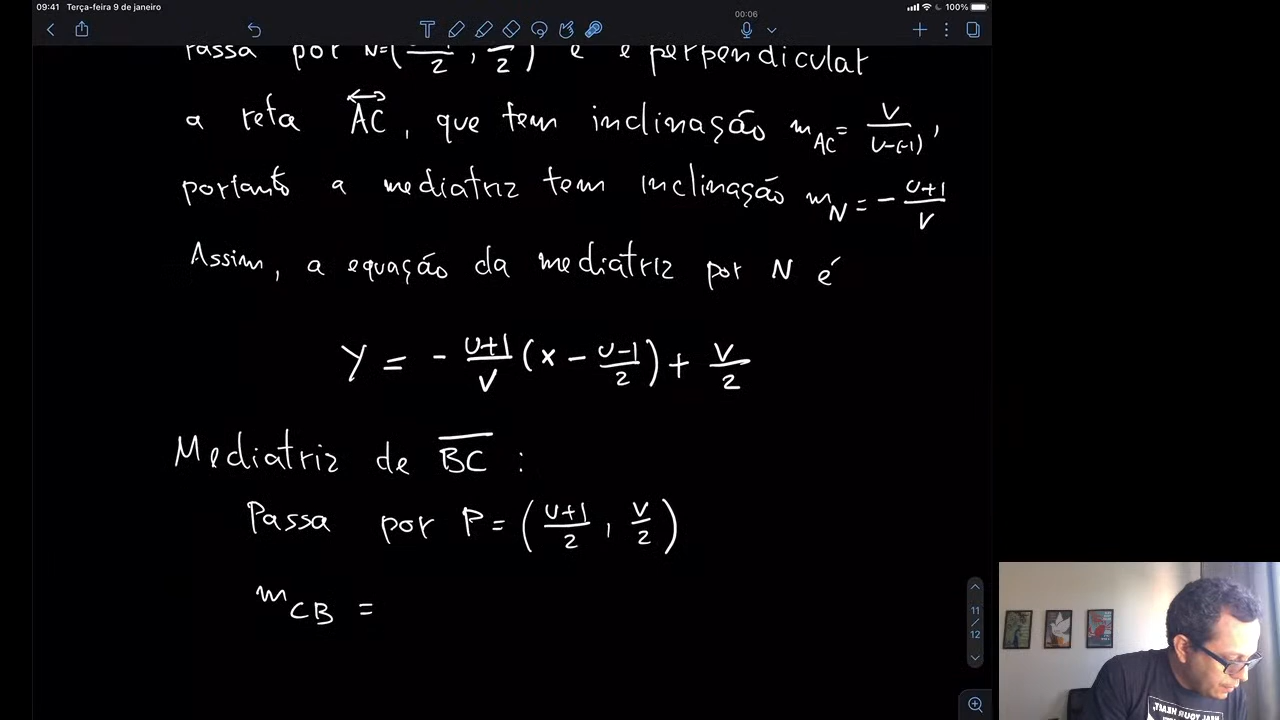 09:41 Terça-feira 9 de janeiro
100%
00:06
T
Passa por N=( /2 , /2 ) e é perpendicular
a reta AC, que tem inclinação m_AC = V/(U-(-1)),
portanto a mediatriz tem inclinação m_N = - (U+1)/V
Assim, a equação da mediatriz por N é
Y = - (U+1)/V (x - (U-1)/2) + V/2
Mediatriz de BC :
Passa por P = ((U+1)/2 , V/2)
m_CB =
11
/
12